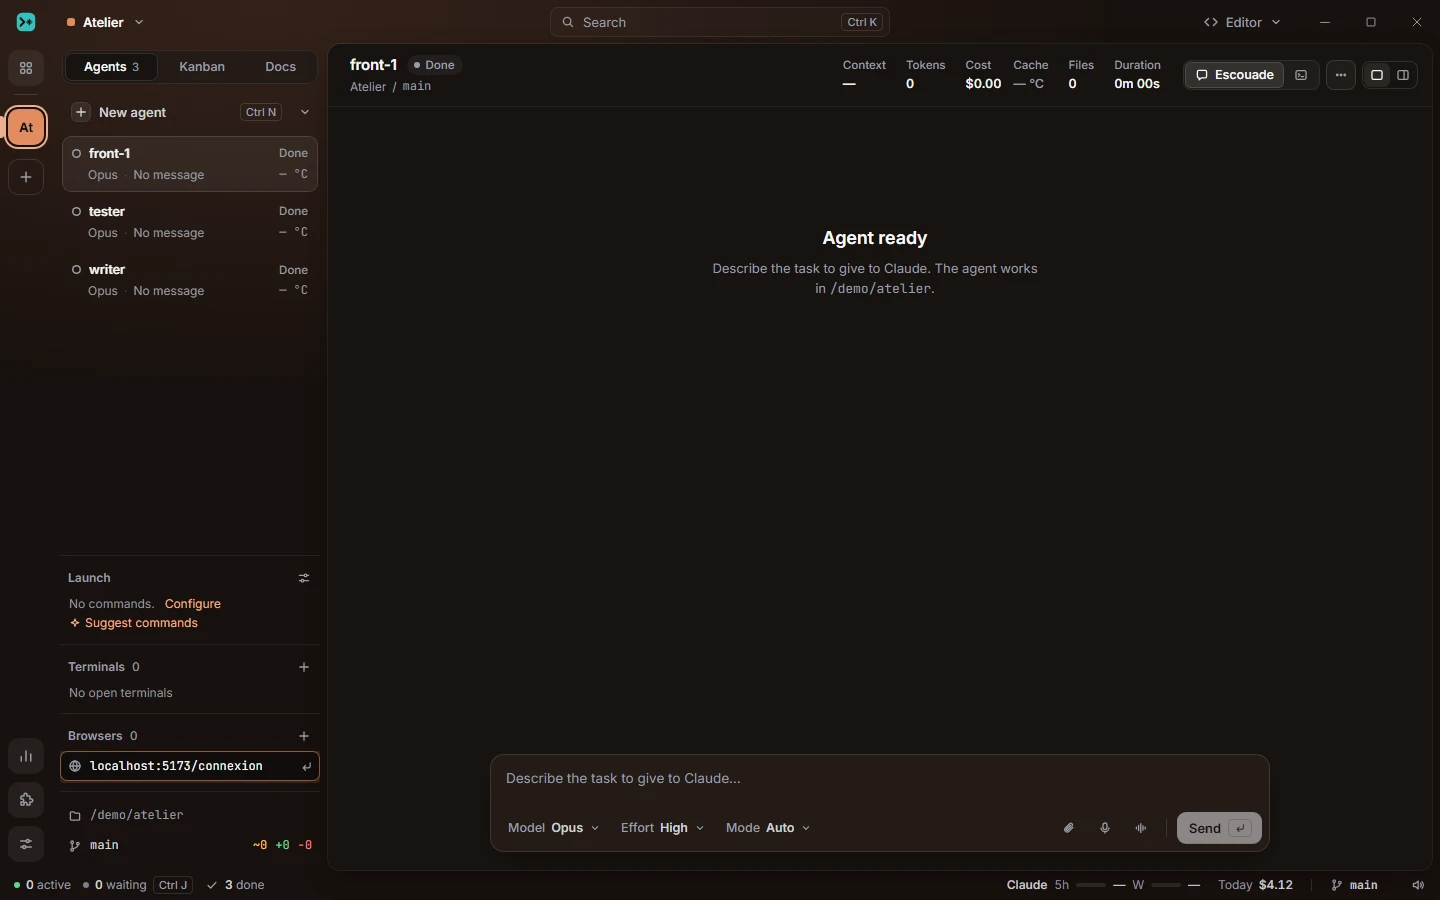 Atelier
Search
Ctrl K
Editor
Agents 3
Kanban
Docs
New agent
Ctrl N
At
front-1
Done
Opus · No message
– °C
tester
Done
Opus · No message
– °C
writer
Done
Opus · No message
– °C
Launch
No commands. Configure
Suggest commands
Terminals 0
No open terminals
Browsers 0
localhost:5173/connexion
/demo/atelier
main
~0 +0 -0
front-1
Done
Atelier / main
Context
—
Tokens
0
Cost
$0.00
Cache
— °C
Files
0
Duration
0m 00s
Escouade
Agent ready
Describe the task to give to Claude. The agent works
in /demo/atelier.
Describe the task to give to Claude...
Model Opus
Effort High
Mode Auto
Send
0 active
0 waiting
Ctrl J
3 done
Claude 5h — W —
Today $4.12
main